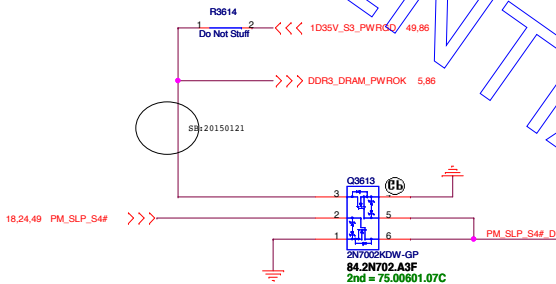 R3614
1 2
Do Not Stuff
1D35V_S3_PWRGD 49,86
DDR3_DRAM_PWROK 5,86
SB:20150121
Q3613
3
18,24,49 PM_SLP_S4#
2 5
1 6
PM_SLP_S4#_D
2N7002KDW-GP
84.2N702.A3F
2nd = 75.00601.07C